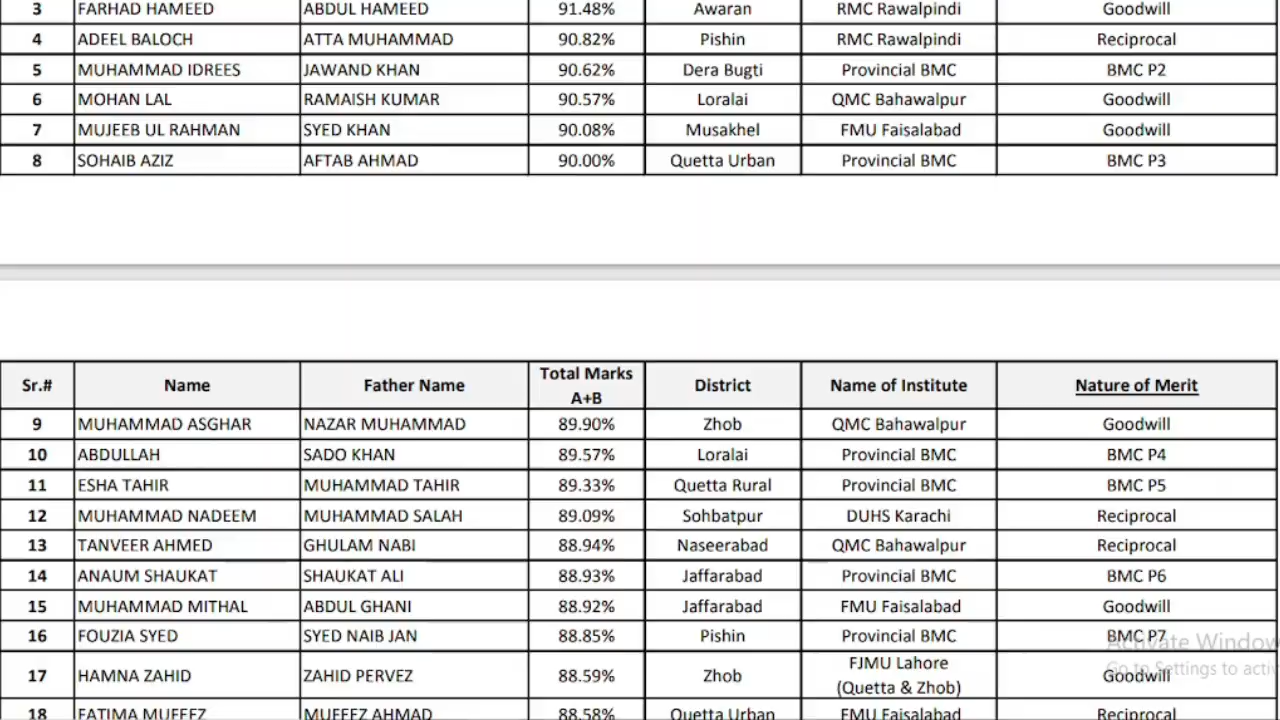 3 FARHAD HAMEED ABDUL HAMEED 91.48% Awaran RMC Rawalpindi Goodwill
4 ADEEL BALOCH ATTA MUHAMMAD 90.82% Pishin RMC Rawalpindi Reciprocal
5 MUHAMMAD IDREES JAWAND KHAN 90.62% Dera Bugti Provincial BMC BMC P2
6 MOHAN LAL RAMAISH KUMAR 90.57% Loralai QMC Bahawalpur Goodwill
7 MUJEEB UL RAHMAN SYED KHAN 90.08% Musakhel FMU Faisalabad Goodwill
8 SOHAIB AZIZ AFTAB AHMAD 90.00% Quetta Urban Provincial BMC BMC P3
Sr.# Name Father Name Total Marks A+B District Name of Institute Nature of Merit
9 MUHAMMAD ASGHAR NAZAR MUHAMMAD 89.90% Zhob QMC Bahawalpur Goodwill
10 ABDULLAH SADO KHAN 89.57% Loralai Provincial BMC BMC P4
11 ESHA TAHIR MUHAMMAD TAHIR 89.33% Quetta Rural Provincial BMC BMC P5
12 MUHAMMAD NADEEM MUHAMMAD SALAH 89.09% Sohbatpur DUHS Karachi Reciprocal
13 TANVEER AHMED GHULAM NABI 88.94% Naseerabad QMC Bahawalpur Reciprocal
14 ANAUM SHAUKAT SHAUKAT ALI 88.93% Jaffarabad Provincial BMC BMC P6
15 MUHAMMAD MITHAL ABDUL GHANI 88.92% Jaffarabad FMU Faisalabad Goodwill
16 FOUZIA SYED SYED NAIB JAN 88.85% Pishin Provincial BMC BMC P7
17 HAMNA ZAHID ZAHID PERVEZ 88.59% Zhob FJMU Lahore (Quetta & Zhob) Goodwill
18 FATIMA MUFEEZ MUFEEZ AHMAD 88.58% Quetta Urban FMU Faisalabad Reciprocal
Activate Window
Go to Settings to activ